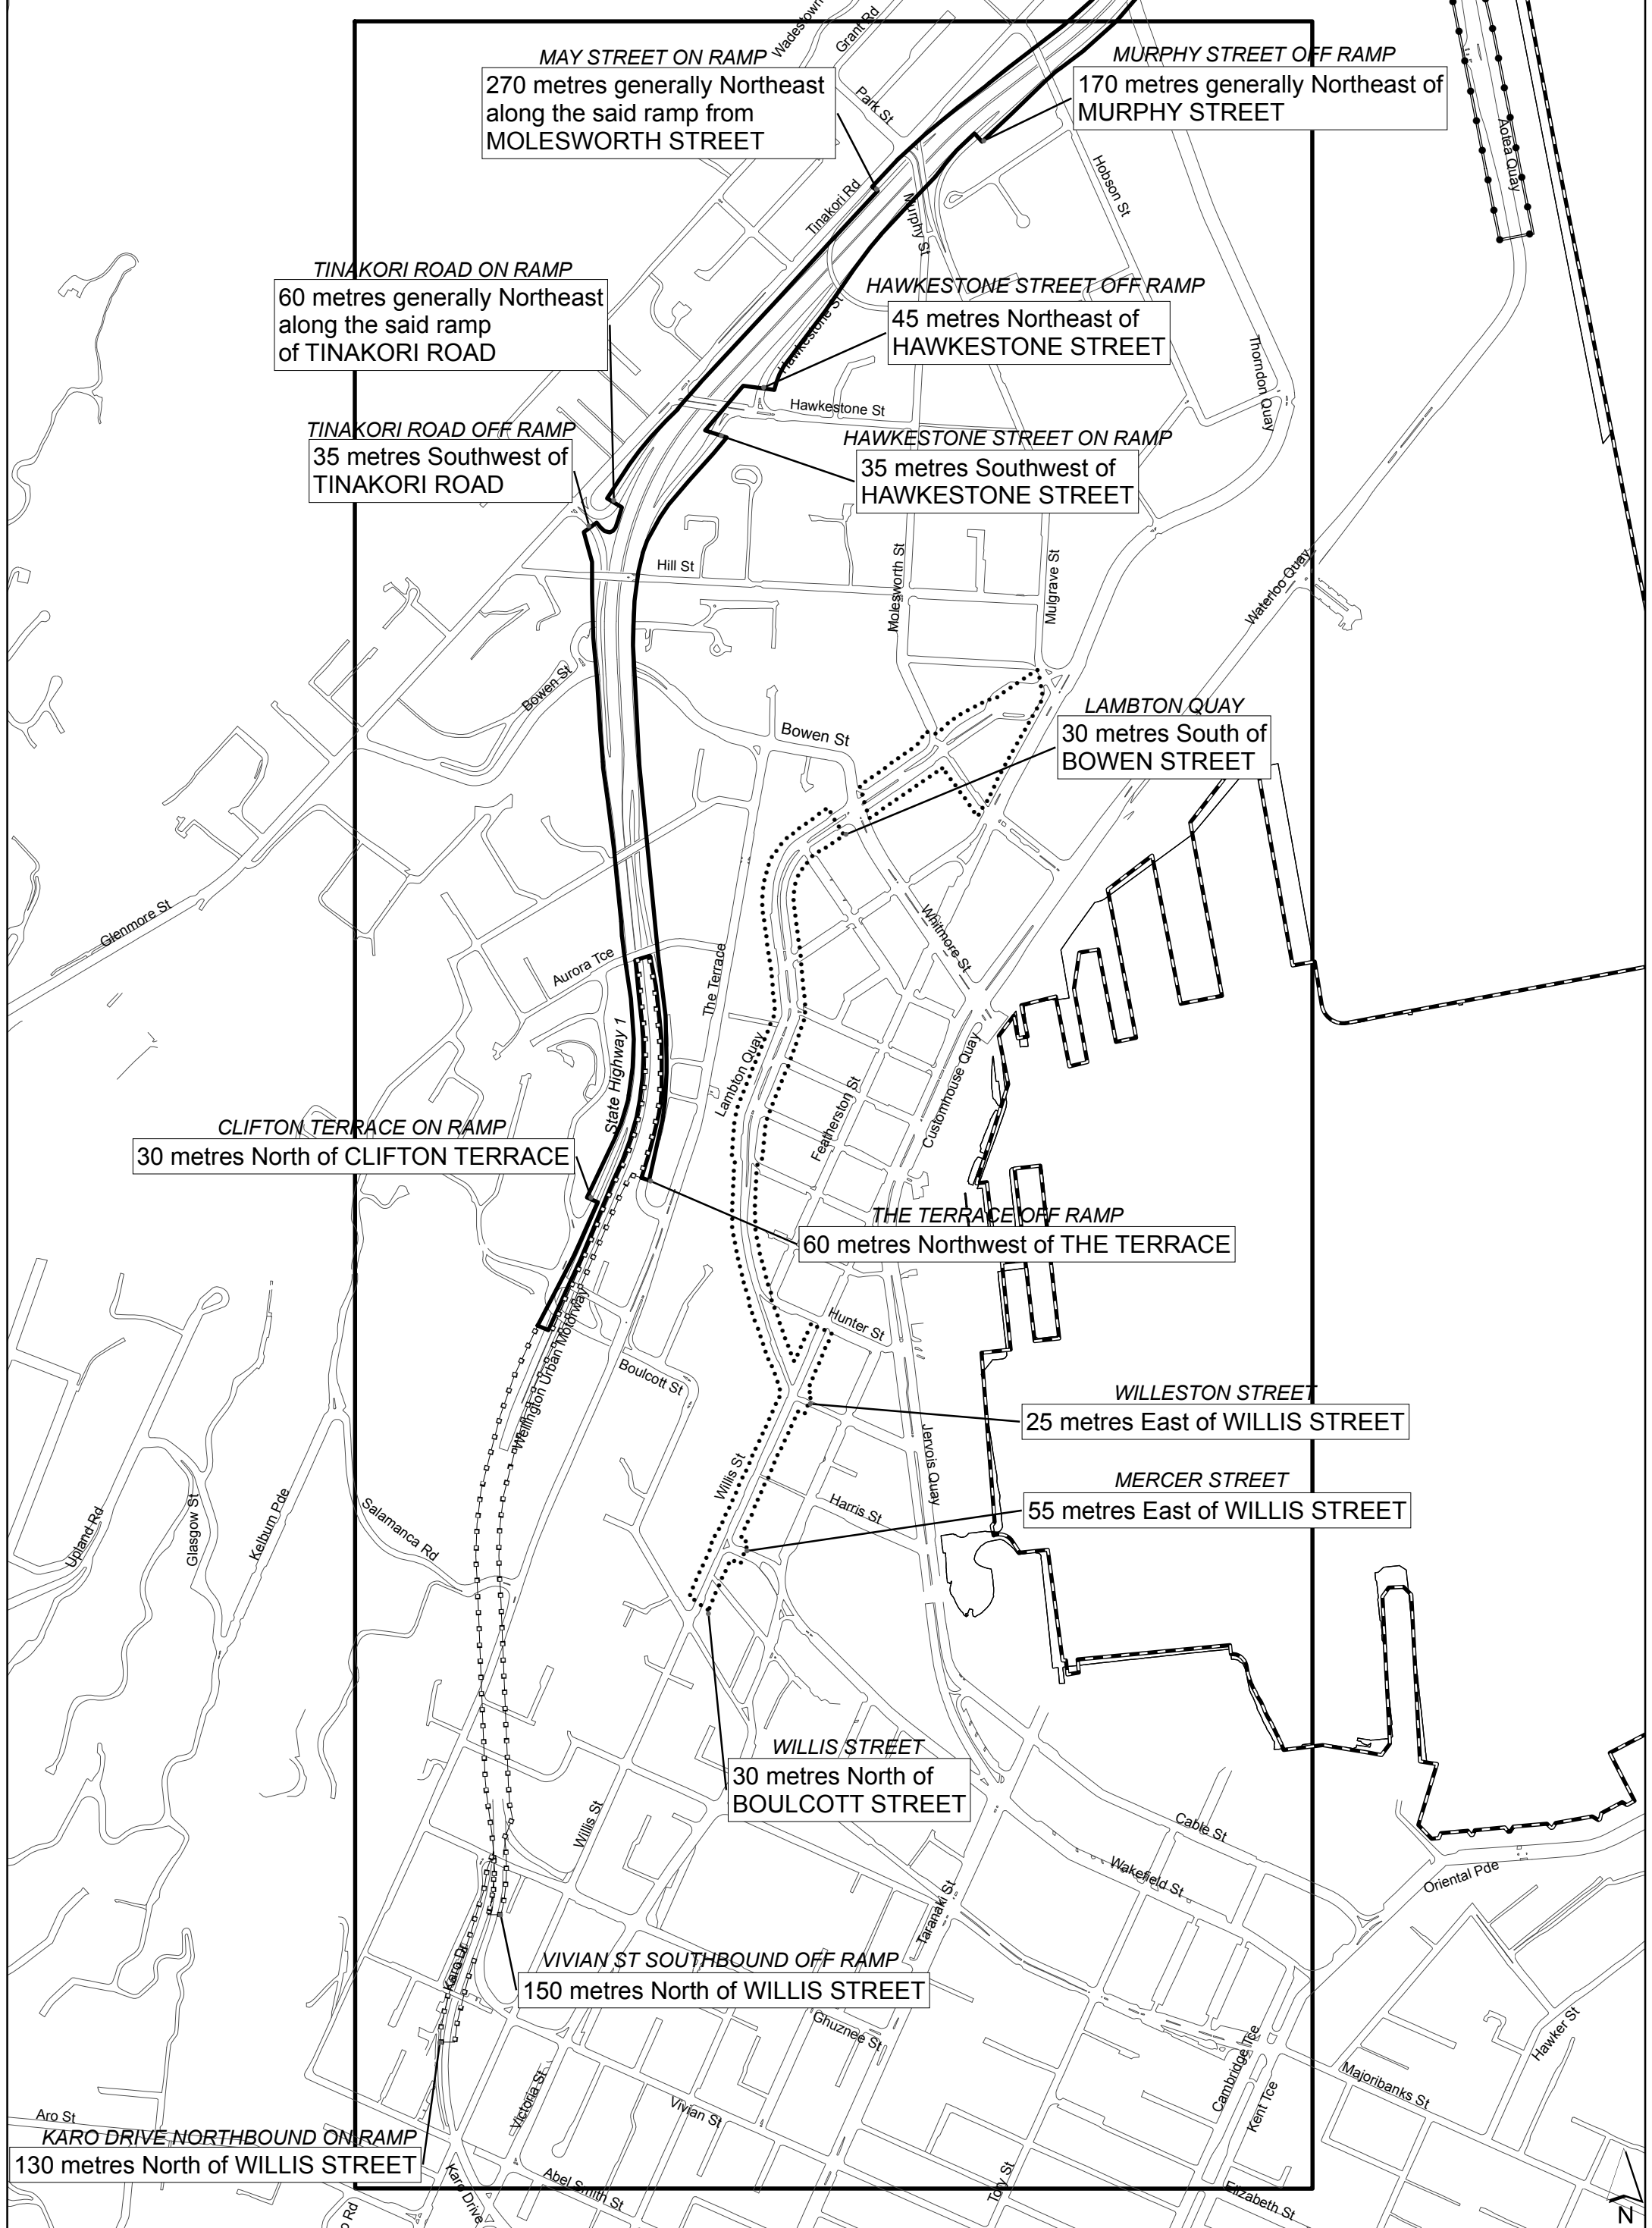 Wadestown
Grant Rd
MAY STREET ON RAMP
270 metres generally Northeast
along the said ramp from
MOLESWORTH STREET
MURPHY STREET OFF RAMP
170 metres generally Northeast of
MURPHY STREET
Park St
Aotea Quay
Hobson St
Tinakori Rd
Murphy St
TINAKORI ROAD ON RAMP
60 metres generally Northeast
along the said ramp
of TINAKORI ROAD
HAWKESTONE STREET OFF RAMP
45 metres Northeast of
HAWKESTONE STREET
Hawkestone St
Thorndon Quay
Hawkestone St
TINAKORI ROAD OFF RAMP
35 metres Southwest of
TINAKORI ROAD
HAWKESTONE STREET ON RAMP
35 metres Southwest of
HAWKESTONE STREET
Hill St
Molesworth St
Mulgrave St
Waterloo Quay
Bowen St
Bowen St
LAMBTON QUAY
30 metres South of
BOWEN STREET
Glenmore St
Whitmore St
Aurora Tce
The Terrace
State Highway 1
Lambton Quay
Featherston St
Customhouse Quay
CLIFTON TERRACE ON RAMP
30 metres North of CLIFTON TERRACE
THE TERRACE OFF RAMP
60 metres Northwest of THE TERRACE
Wellington Urban Motorway
Hunter St
Boulcott St
WILLESTON STREET
25 metres East of WILLIS STREET
Jervois Quay
Willis St
MERCER STREET
55 metres East of WILLIS STREET
Harris St
Upland Rd
Glasgow St
Kelburn Pde
Salamanca Rd
WILLIS STREET
30 metres North of
BOULCOTT STREET
Willis St
Cable St
Wakefield St
Oriental Pde
Taranaki St
Karo Dr
VIVIAN ST SOUTHBOUND OFF RAMP
150 metres North of WILLIS STREET
Ghuznee St
Hawker St
Cambridge Tce
Kent Tce
Majoribanks St
Victoria St
Vivian St
Aro St
KARO DRIVE NORTHBOUND ON RAMP
130 metres North of WILLIS STREET
Karo Drive
Abel Smith St
Tory St
Elizabeth St
Rd
N